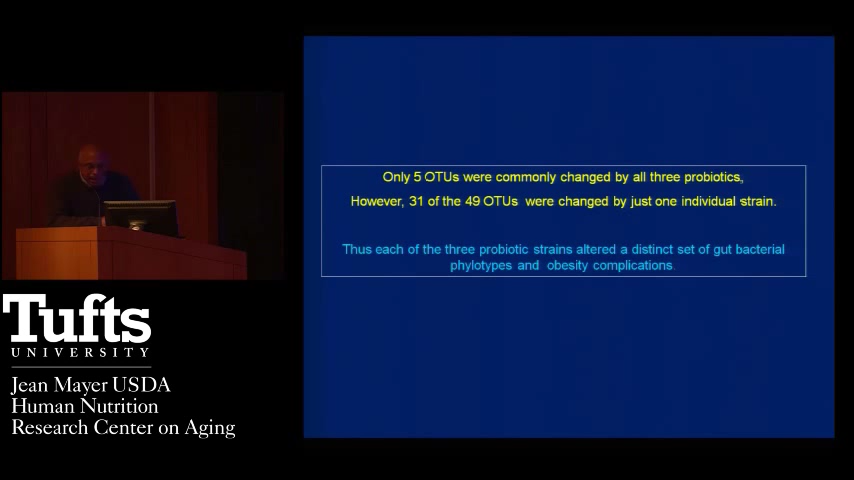 Only 5 OTUs were commonly changed by all three probiotics,
However, 31 of the 49 OTUs were changed by just one individual strain.
Thus each of the three probiotic strains altered a distinct set of gut bacterial
phylotypes and obesity complications.
Tufts
UNIVERSITY
Jean Mayer USDA
Human Nutrition
Research Center on Aging